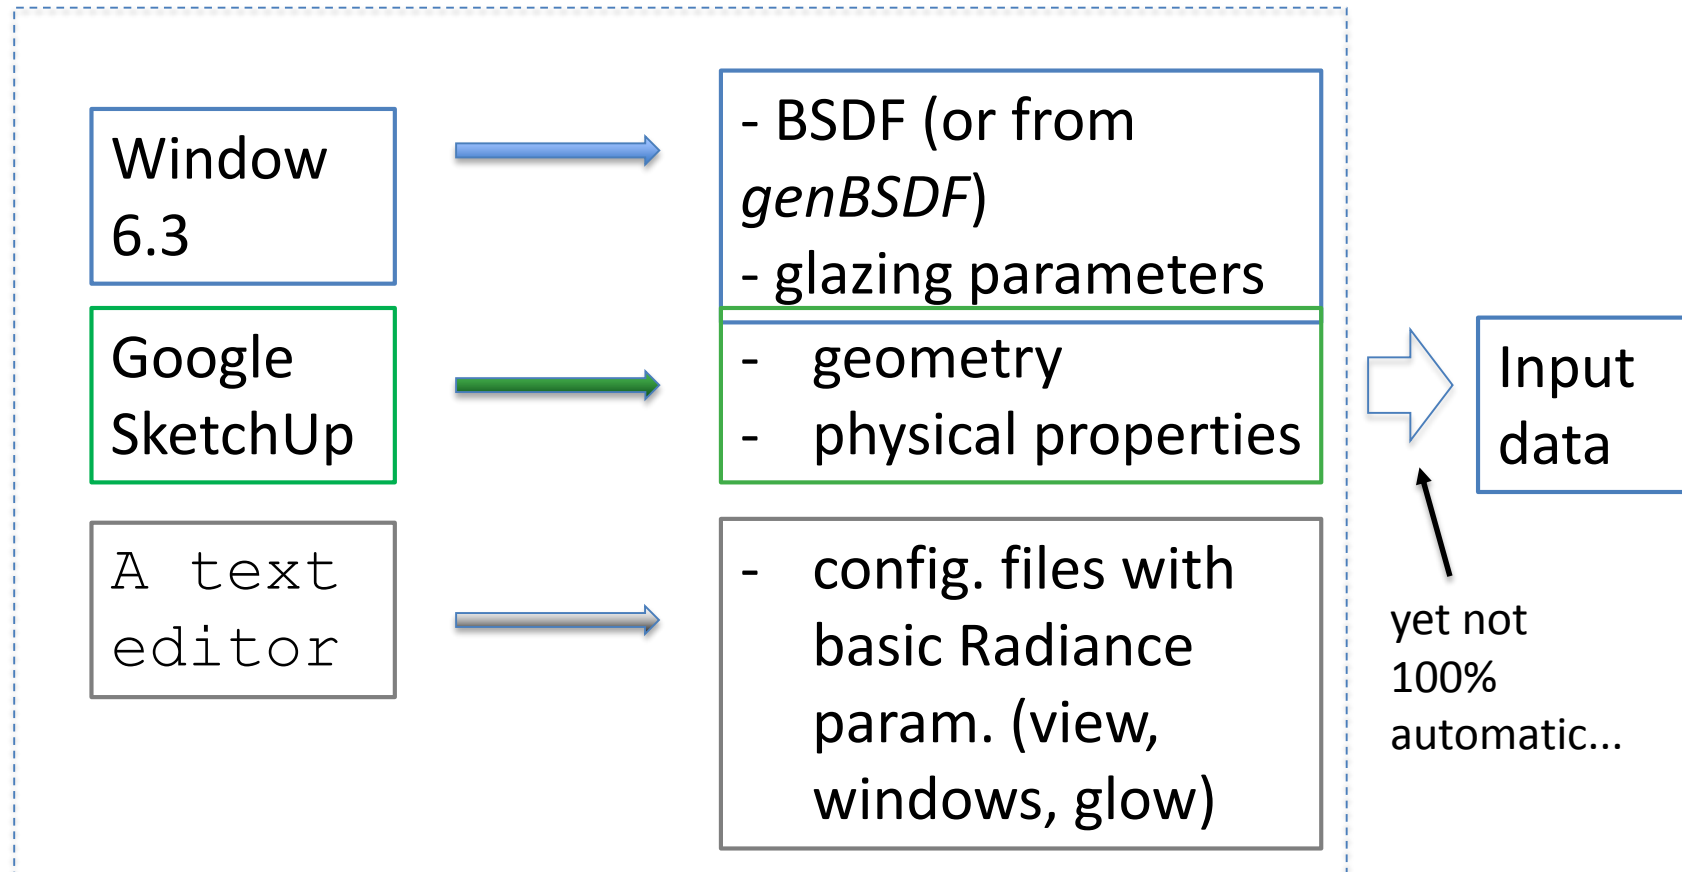 Window
6.3
- BSDF (or from
genBSDF)
- glazing parameters
Google
SketchUp
- geometry
- physical properties
A text
editor
- config. files with
basic Radiance
param. (view,
windows, glow)
Input
data
yet not
100%
automatic...